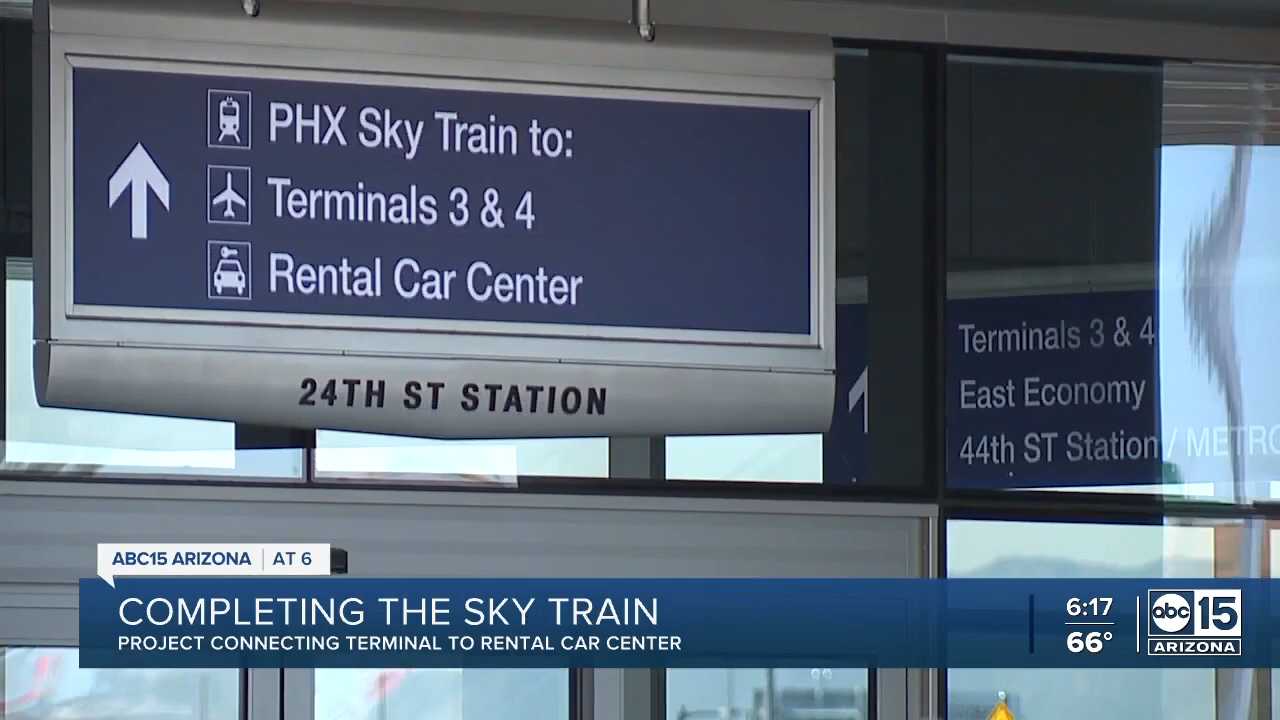 PHX Sky Train to:
Terminals 3 & 4
Rental Car Center
24TH ST STATION
Terminals 3 & 4
East Economy
44th ST Station / METRO
ABC15 ARIZONA AT 6
COMPLETING THE SKY TRAIN
PROJECT CONNECTING TERMINAL TO RENTAL CAR CENTER
6:17
66°
abc 15
ARIZONA